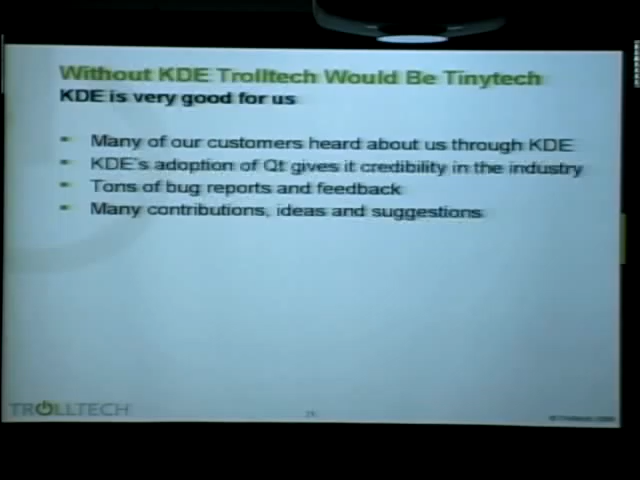 Without KDE Trolltech Would Be Tinytech
KDE is very good for us
Many of our customers heard about us through KDE
KDE's adoption of Qt gives it credibility in the industry
Tons of bug reports and feedback
Many contributions, ideas and suggestions
TROLLTECH